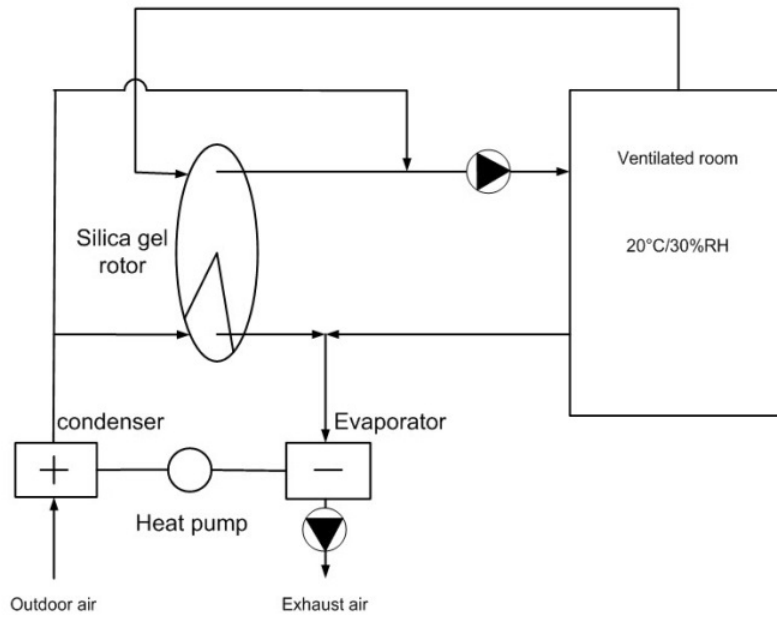 Ventilated room
20°C/30%RH
Silica gel
rotor
condenser
Evaporator
+
−
Heat pump
Outdoor air
Exhaust air